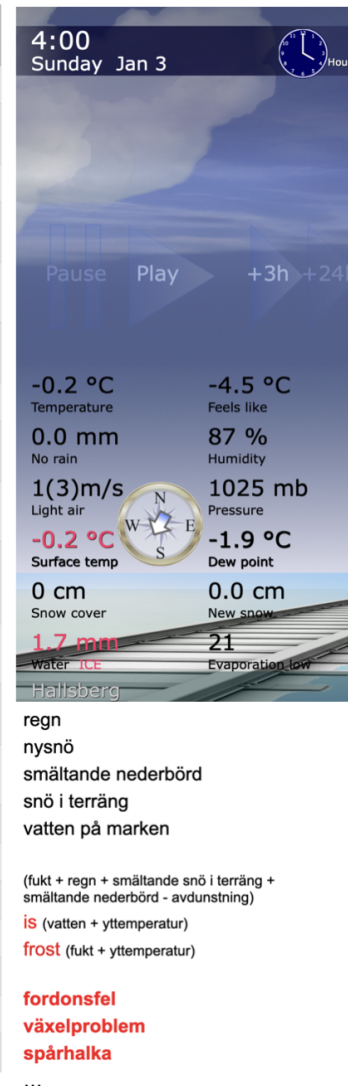 4:00
Sunday Jan 3
Hou
Pause Play +3h +24h
-0.2 °C -4.5 °C
Temperature Feels like
0.0 mm 87 %
No rain Humidity
1(3)m/s 1025 mb
Light air Pressure
N
W E
S
-0.2 °C -1.9 °C
Surface temp Dew point
0 cm 0.0 cm
Snow cover New snow
1.7 mm 21
Water ICE Evaporation low
Hallsberg
regn
nysnö
smältande nederbörd
snö i terräng
vatten på marken
(fukt + regn + smältande snö i terräng +
smältande nederbörd - avdunstning)
is (vatten + yttemperatur)
frost (fukt + yttemperatur)
fordonsfel
växelproblem
spårhalka
...